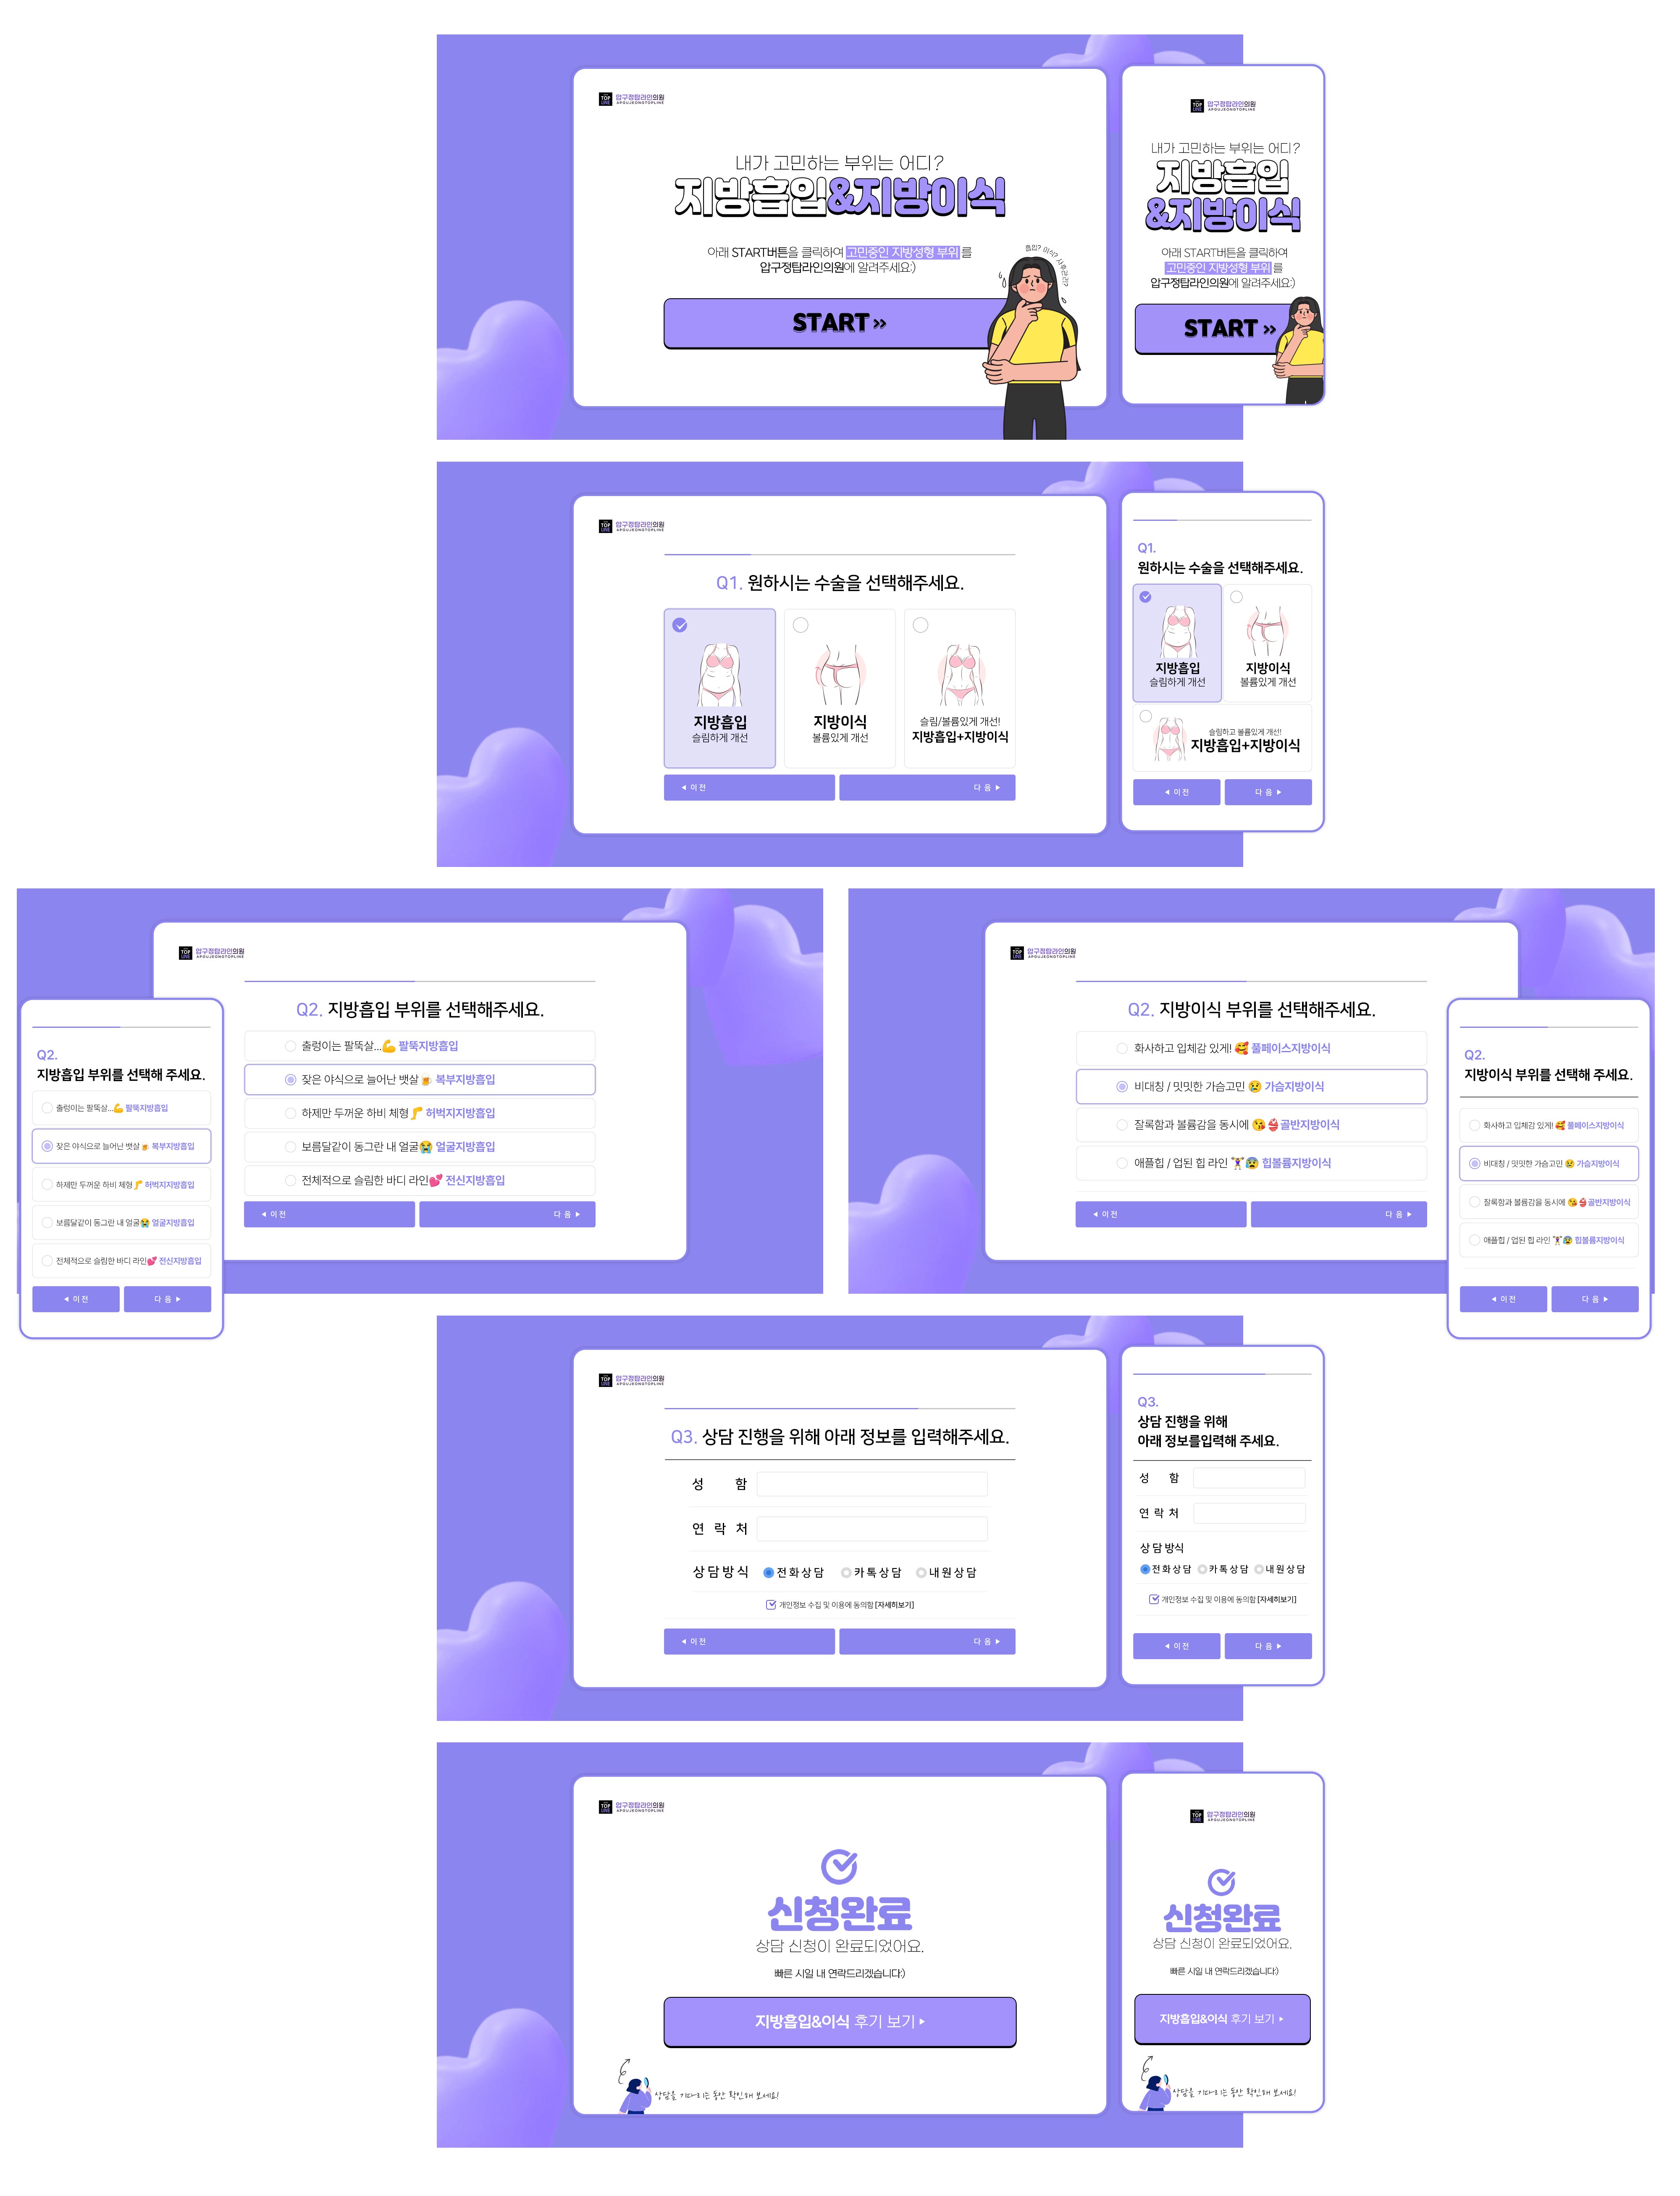 TOP LINE 압구정탑라인의원
APGUJEONGTOPLINE
내가 고민하는 부위는 어디?
지방흡입&지방이식
아래 START버튼을 클릭하여 고민중인 지방성형 부위를
압구정탑라인의원에 알려주세요:)
흡입? 이식? 사후관리?
START »
TOP LINE 압구정탑라인의원
APGUJEONGTOPLINE
내가 고민하는 부위는 어디?
지방흡입
&지방이식
아래 START버튼을 클릭하여
고민중인 지방성형 부위를
압구정탑라인의원에 알려주세요:)
START »
TOP LINE 압구정탑라인의원
APGUJEONGTOPLINE
Q1. 원하시는 수술을 선택해주세요.
지방흡입
슬림하게 개선
지방이식
볼륨있게 개선
슬림/볼륨있게 개선!
지방흡입+지방이식
◀ 이전
다음 ▶
Q1.
원하시는 수술을 선택해주세요.
지방흡입
슬림하게 개선
지방이식
볼륨있게 개선
슬림하고 볼륨있게 개선!
지방흡입+지방이식
◀ 이전
다음 ▶
TOP LINE 압구정탑라인의원
APGUJEONGTOPLINE
Q2. 지방흡입 부위를 선택해주세요.
출렁이는 팔뚝살...💪 팔뚝지방흡입
잦은 야식으로 늘어난 뱃살🍺 복부지방흡입
하제만 두꺼운 하비 체형🦵 허벅지지방흡입
보름달같이 동그란 내 얼굴😭 얼굴지방흡입
전체적으로 슬림한 바디 라인💕 전신지방흡입
◀ 이전
다음 ▶
Q2.
지방흡입 부위를 선택해 주세요.
출렁이는 팔뚝살...💪 팔뚝지방흡입
잦은 야식으로 늘어난 뱃살🍺 복부지방흡입
하제만 두꺼운 하비 체형🦵 허벅지지방흡입
보름달같이 동그란 내 얼굴😭 얼굴지방흡입
전체적으로 슬림한 바디 라인💕 전신지방흡입
◀ 이전
다음 ▶
TOP LINE 압구정탑라인의원
APGUJEONGTOPLINE
Q2. 지방이식 부위를 선택해주세요.
화사하고 입체감 있게! 🥰 풀페이스지방이식
비대칭 / 밋밋한 가슴고민 😢 가슴지방이식
잘록함과 볼륨감을 동시에 😘👙골반지방이식
애플힙 / 업된 힙 라인 🏋️😰 힙볼륨지방이식
◀ 이전
다음 ▶
Q2.
지방이식 부위를 선택해 주세요.
화사하고 입체감 있게! 🥰 풀페이스지방이식
비대칭 / 밋밋한 가슴고민 😢 가슴지방이식
잘록함과 볼륨감을 동시에 😘👙골반지방이식
애플힙 / 업된 힙 라인 🏋️😰 힙볼륨지방이식
◀ 이전
다음 ▶
TOP LINE 압구정탑라인의원
APGUJEONGTOPLINE
Q3. 상담 진행을 위해 아래 정보를 입력해주세요.
성 함
연 락 처
상담방식 전화상담 카톡상담 내원상담
개인정보 수집 및 이용에 동의함 [자세히보기]
◀ 이전
다음 ▶
Q3.
상담 진행을 위해
아래 정보를입력해 주세요.
성 함
연 락 처
상담방식
전화상담 카톡상담 내원상담
개인정보 수집 및 이용에 동의함 [자세히보기]
◀ 이전
다음 ▶
TOP LINE 압구정탑라인의원
APGUJEONGTOPLINE
신청완료
상담 신청이 완료되었어요.
빠른 시일 내 연락드리겠습니다:)
지방흡입&이식 후기 보기 ▶
상담을 기다리는 동안 확인해 보세요!
TOP LINE 압구정탑라인의원
APGUJEONGTOPLINE
신청완료
상담 신청이 완료되었어요.
빠른 시일 내 연락드리겠습니다:)
지방흡입&이식 후기 보기 ▶
상담을 기다리는 동안 확인해 보세요!